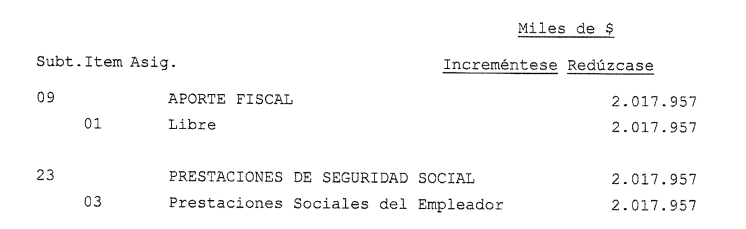 Miles de $
Subt.Item Asig. Increméntese Redúzcase
09 APORTE FISCAL 2.017.957
01 Libre 2.017.957
23 PRESTACIONES DE SEGURIDAD SOCIAL 2.017.957
03 Prestaciones Sociales del Empleador 2.017.957